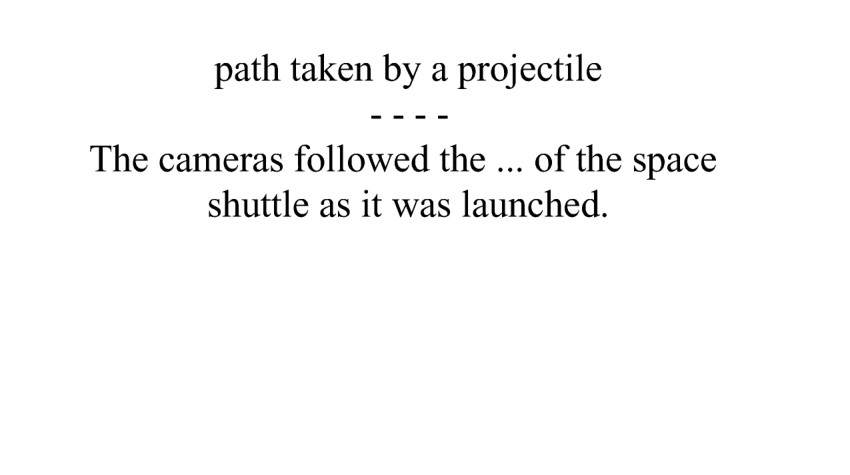 path taken by a projectile
- - - -
The cameras followed the ... of the space
shuttle as it was launched.